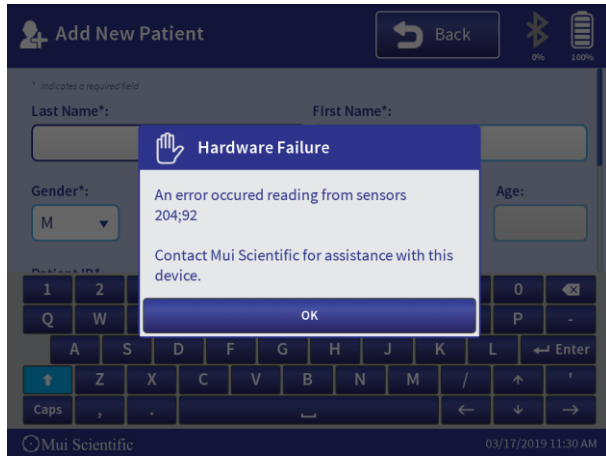 Add New Patient
Back
0%
100%
* indicates a required field
Last Name*:
First Name*:
Hardware Failure
An error occured reading from sensors
204;92
Contact Mui Scientific for assistance with this
device.
OK
Gender*:
Age:
M
Patient ID*:
1 2 0
Q W P -
A S D F G H J K L Enter
Z X C V B N M / '
Caps , .
Mui Scientific
03/17/2019 11:30 AM